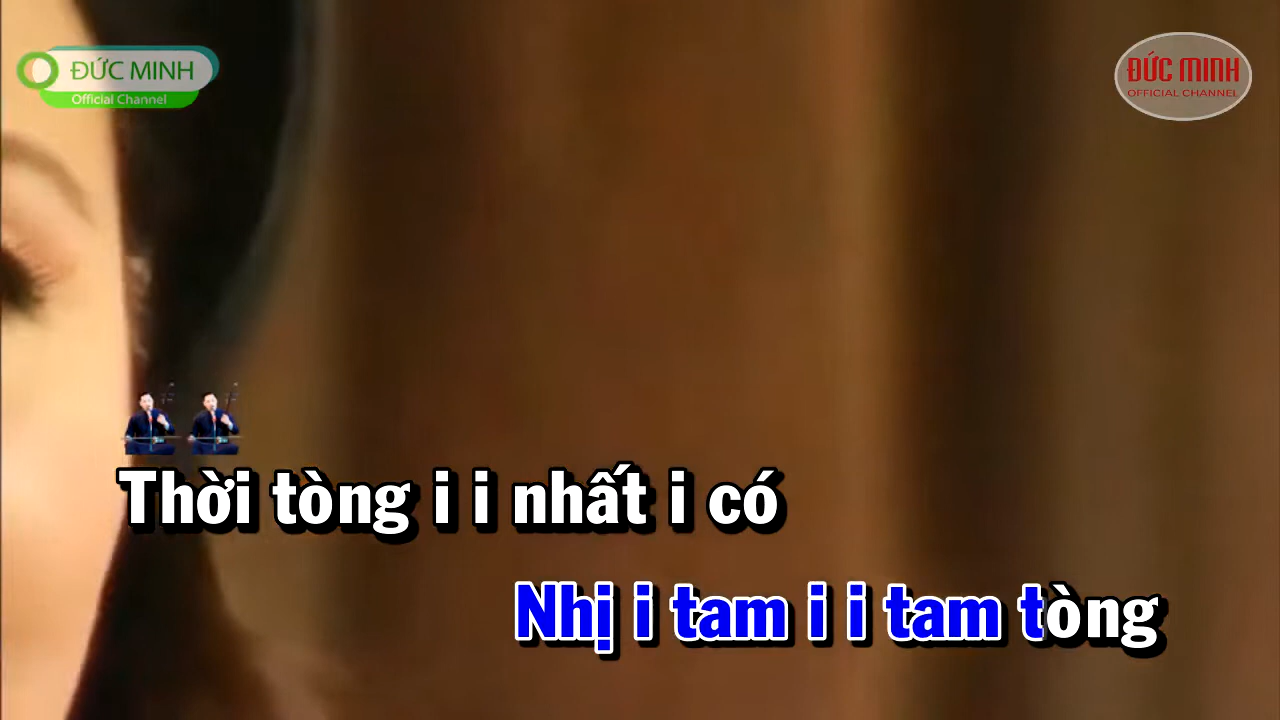 ĐỨC MINH
Official Channel
ĐỨC MINH
OFFICIAL CHANNEL
Thời tòng i i nhất i có
Nhị i tam i i tam tòng